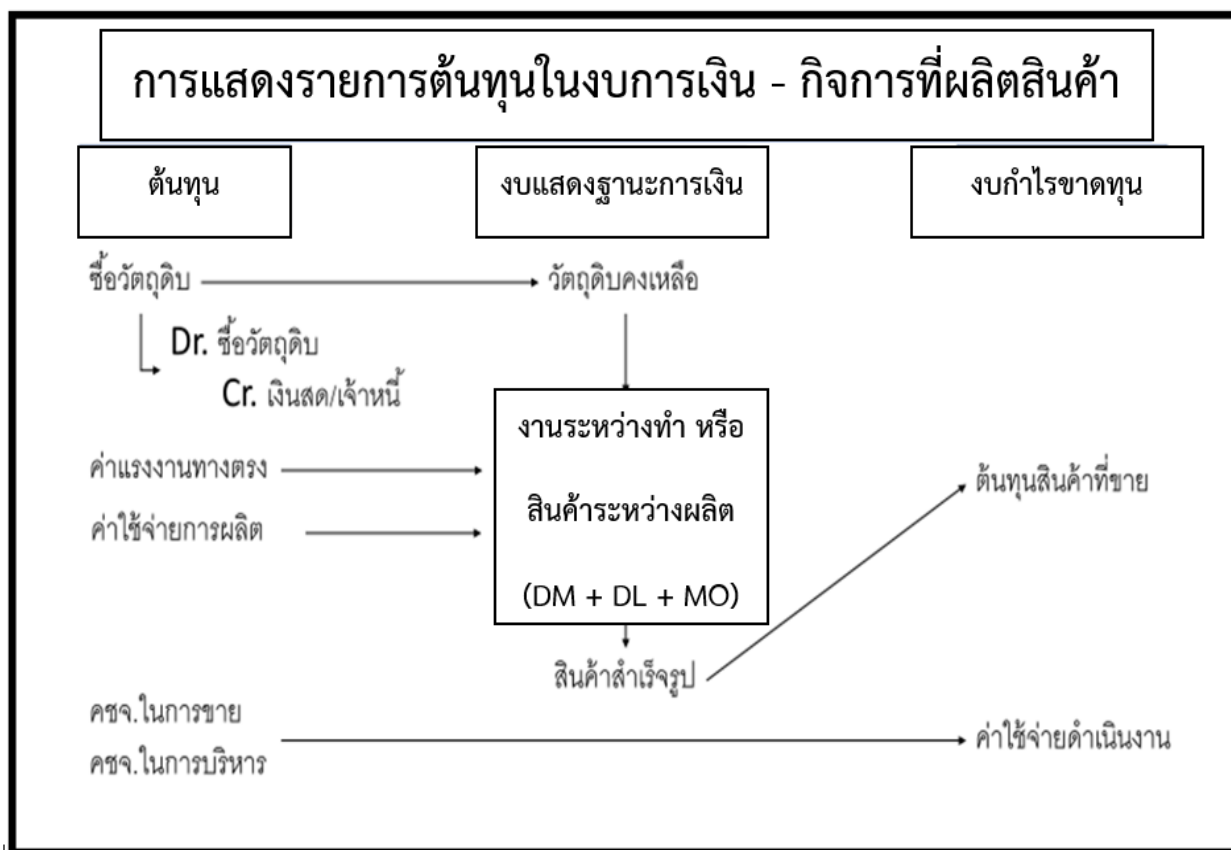 การแสดงรายการต้นทุนในงบการเงิน - กิจการที่ผลิตสินค้า
ต้นทุน
งบแสดงฐานะการเงิน
งบกำไรขาดทุน
ซื้อวัตถุดิบ
วัตถุดิบคงเหลือ
Dr. ซื้อวัตถุดิบ
Cr. เงินสด/เจ้าหนี้
งานระหว่างทำ หรือ
สินค้าระหว่างผลิต
(DM + DL + MO)
ค่าแรงงานทางตรง
ค่าใช้จ่ายการผลิต
ต้นทุนสินค้าที่ขาย
สินค้าสำเร็จรูป
คชจ.ในการขาย
คชจ.ในการบริหาร
ค่าใช้จ่ายดำเนินงาน